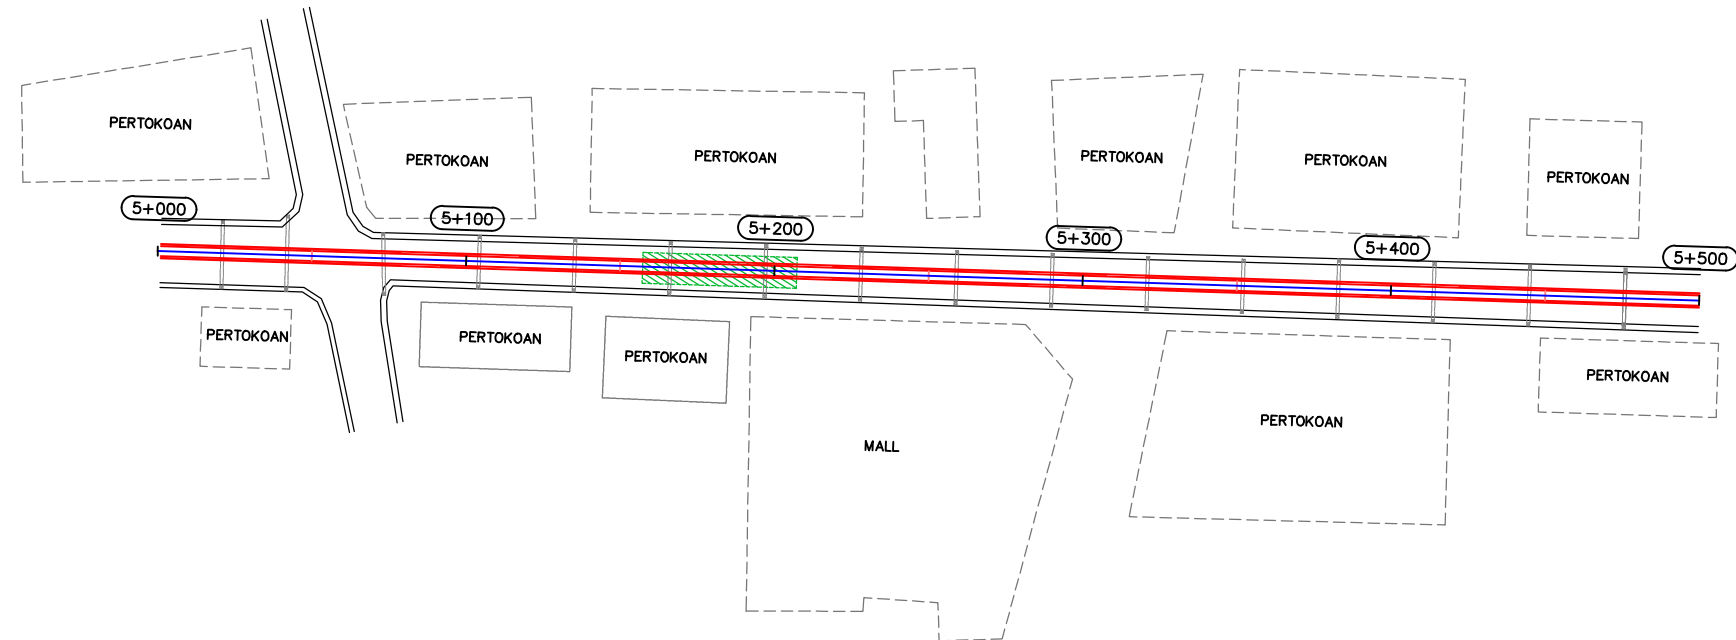 PERTOKOAN
PERTOKOAN
PERTOKOAN
PERTOKOAN
PERTOKOAN
PERTOKOAN
5+000
5+100
5+200
5+300
5+400
5+500
PERTOKOAN
PERTOKOAN
PERTOKOAN
PERTOKOAN
PERTOKOAN
MALL